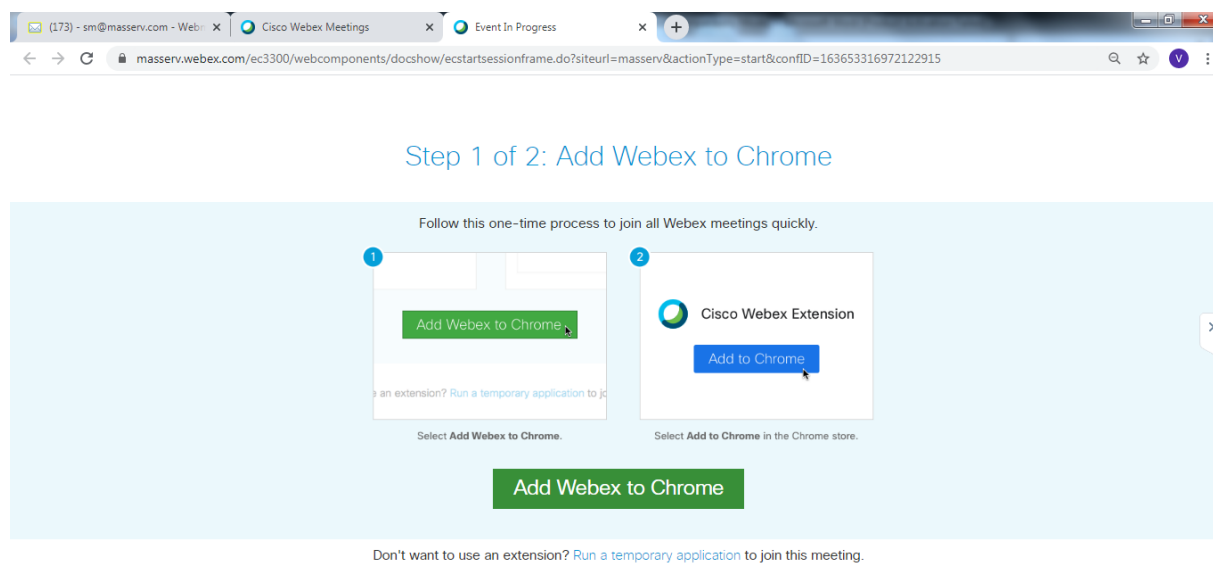 (173) - sm@masserv.com - Webm
Cisco Webex Meetings
Event In Progress
masserv.webex.com/ec3300/webcomponents/docshow/ecstartsessionframe.do?siteurl=masserv&actionType=start&confID=163653316972122915
V
Step 1 of 2: Add Webex to Chrome
Follow this one-time process to join all Webex meetings quickly.
1
Add Webex to Chrome
an extension? Run a temporary application to jo
Select Add Webex to Chrome.
2
Cisco Webex Extension
Add to Chrome
Select Add to Chrome in the Chrome store.
Add Webex to Chrome
Don't want to use an extension? Run a temporary application to join this meeting.